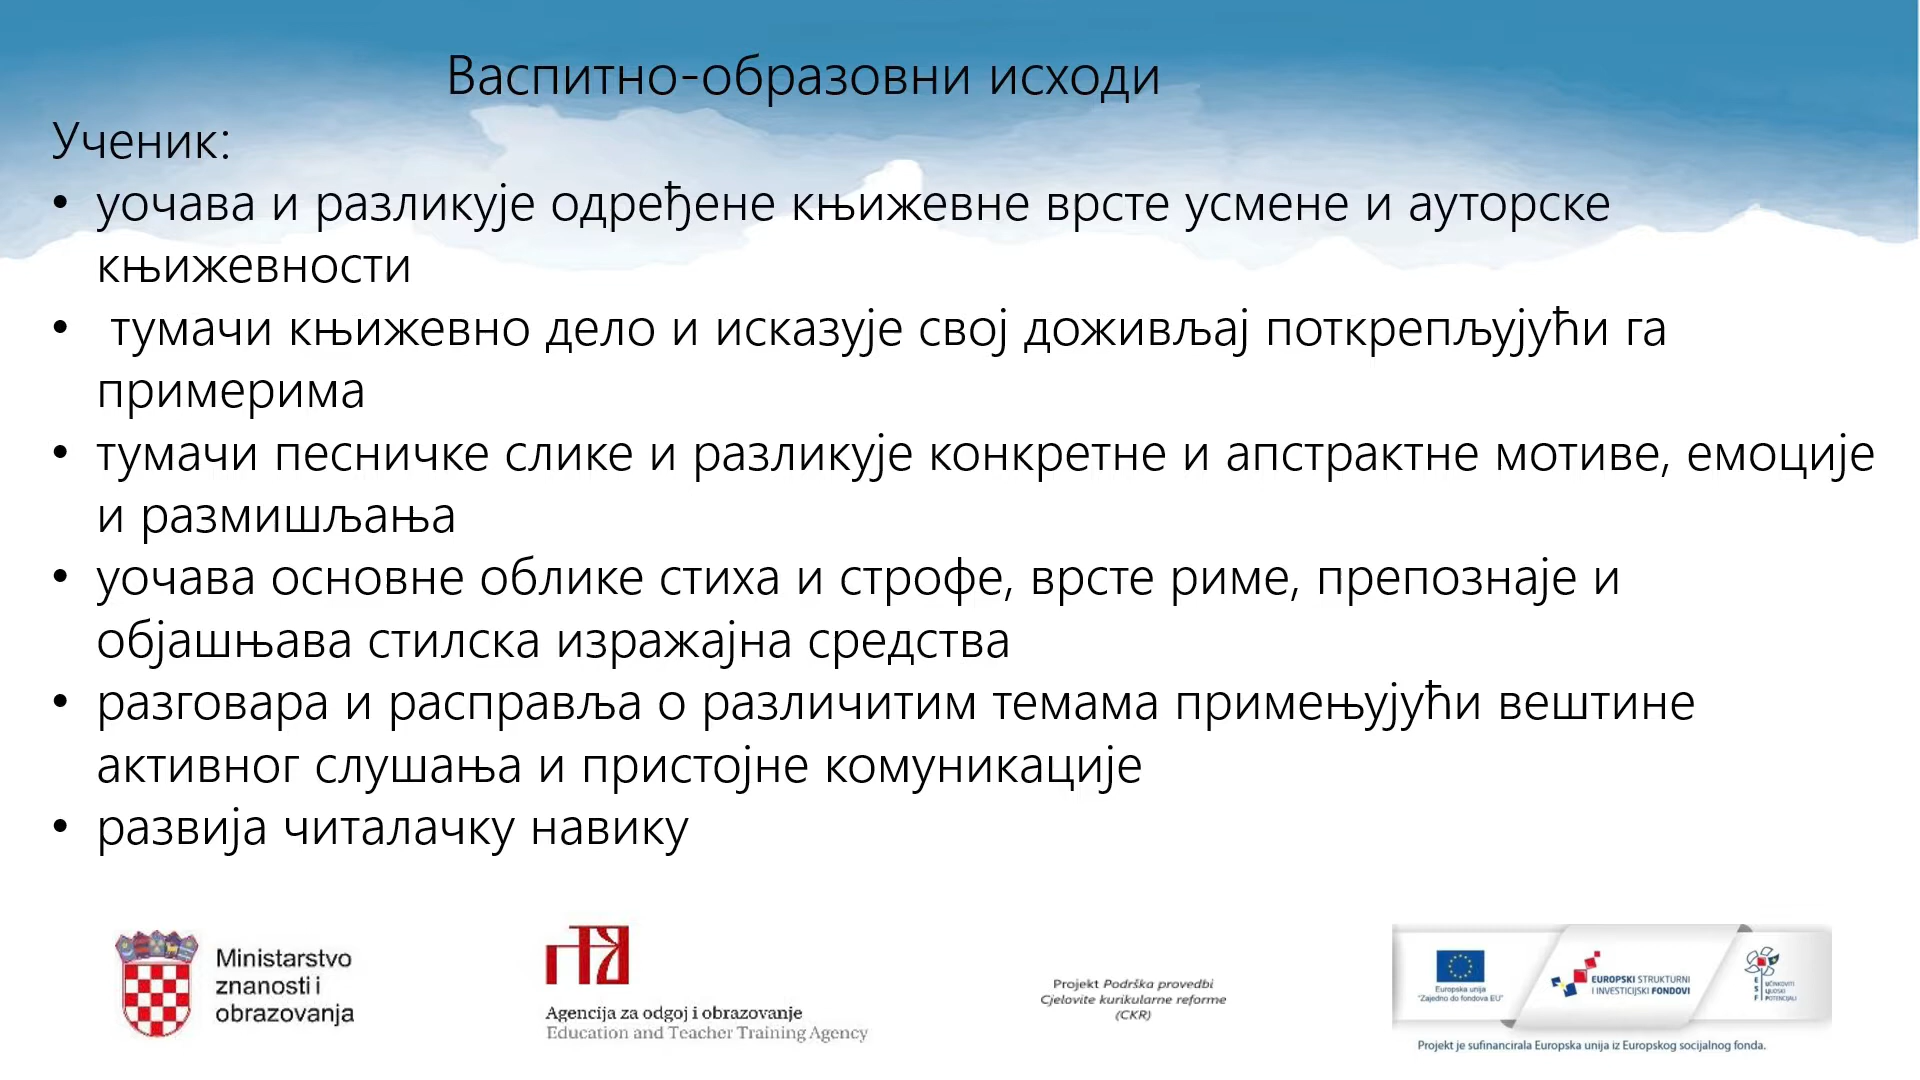 Васпитно-образовни исходи
Ученик:
• уочава и разликује одређене књижевне врсте усмене и ауторске
књижевности
• тумачи књижевно дело и исказује свој доживљај поткрепљујући га
примерима
• тумачи песничке слике и разликује конкретне и апстрактне мотиве, емоције
и размишљања
• уочава основне облике стиха и строфе, врсте риме, препознаје и
објашњава стилска изражајна средства
• разговара и расправља о различитим темама примењујући вештине
активног слушања и пристојне комуникације
• развија читалачку навику
Ministarstvo
znanosti i
obrazovanja
Agencija za odgoj i obrazovanje
Education and Teacher Training Agency
Projekt Podrška provedbi
Cjelovite kurikularne reforme
(CKR)
Europska unija
"Zajedno do fondova EU"
EUROPSKI STRUKTURNI
I INVESTICIJSKI FONDOVI
ESF
UČINKOVITI
LJUDSKI
POTENCIJALI
Projekt je sufinancirala Europska unija iz Europskog socijalnog fonda.